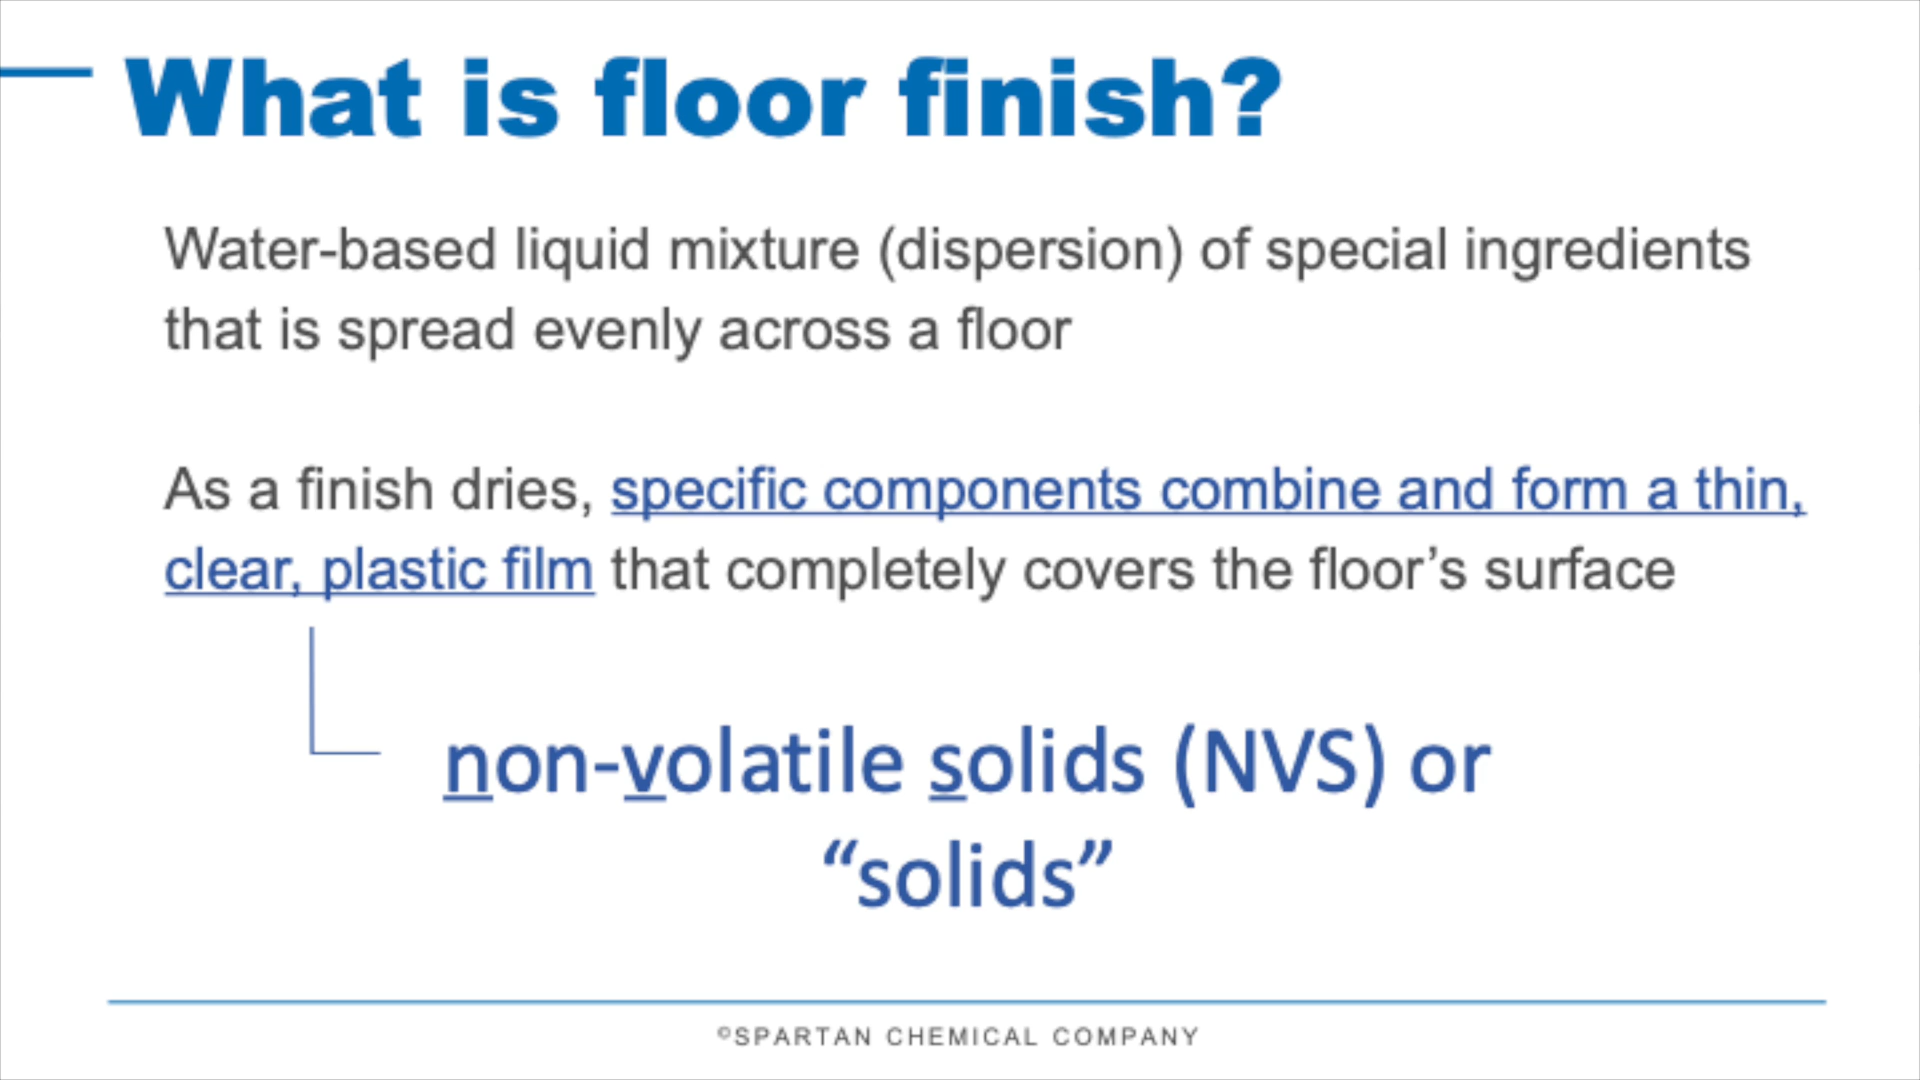 What is floor finish?
Water-based liquid mixture (dispersion) of special ingredients
that is spread evenly across a floor
As a finish dries, specific components combine and form a thin,
clear, plastic film that completely covers the floor’s surface
non-volatile solids (NVS) or
“solids”
©SPARTAN CHEMICAL COMPANY